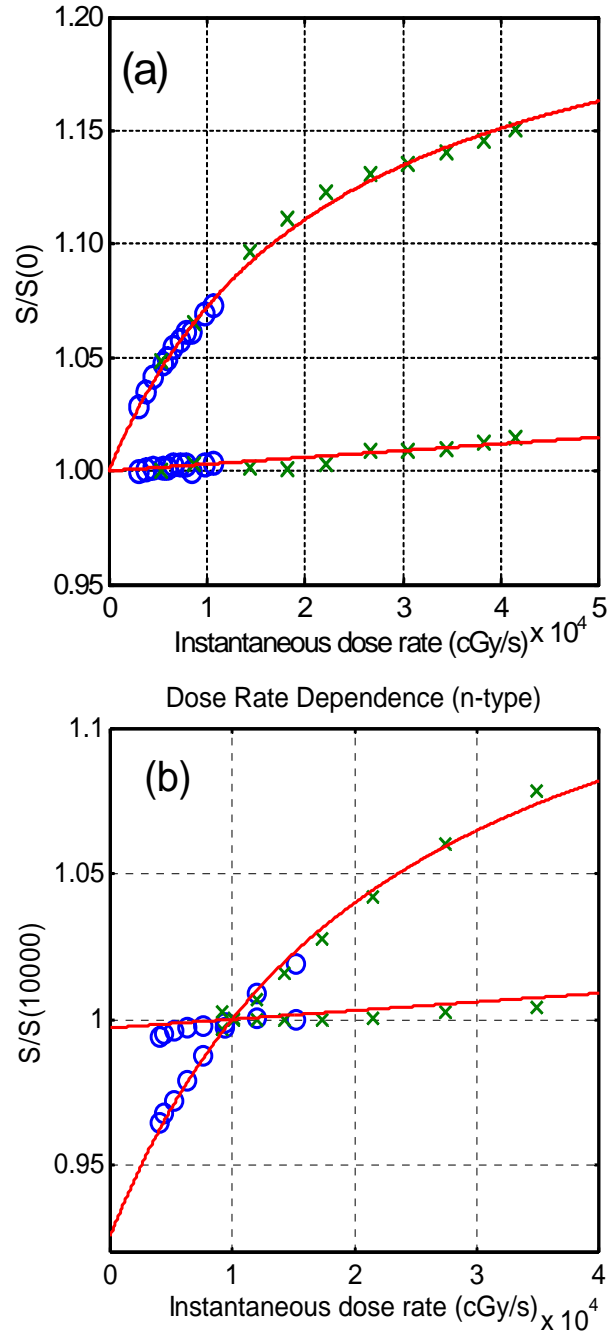 1.20
(a)
1.15
1.10
S/S(0)
1.05
1.00
0.95
0 1 2 3 4 5
Instantaneous dose rate (cGy/s) x 10^4
Dose Rate Dependence (n-type)
1.1
(b)
1.05
S/S(10000)
1
0.95
0 1 2 3 4
Instantaneous dose rate (cGy/s) x 10^4